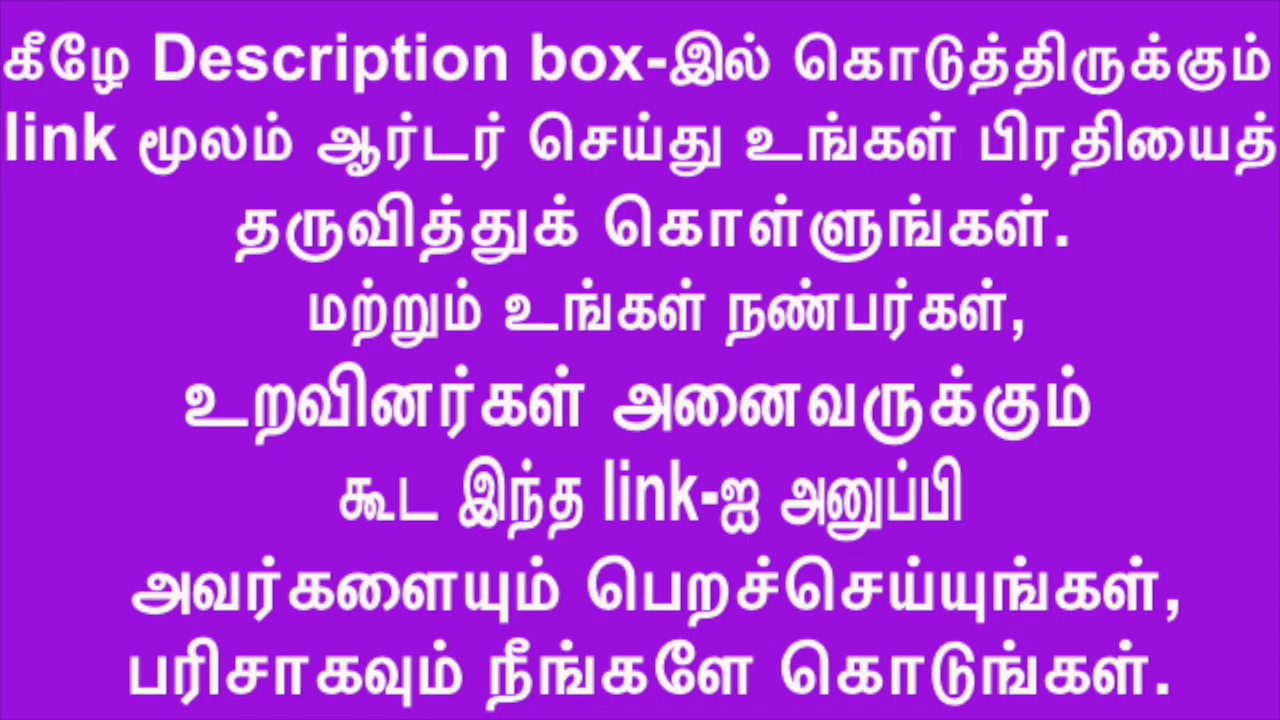 கீழே Description box-இல் கொடுத்திருக்கும்
link மூலம் ஆர்டர் செய்து உங்கள் பிரதியைத்
தருவித்துக் கொள்ளுங்கள்.
மற்றும் உங்கள் நண்பர்கள்,
உறவினர்கள் அனைவருக்கும்
கூட இந்த link-ஐ அனுப்பி
அவர்களையும் பெறச்செய்யுங்கள்,
பரிசாகவும் நீங்களே கொடுங்கள்.